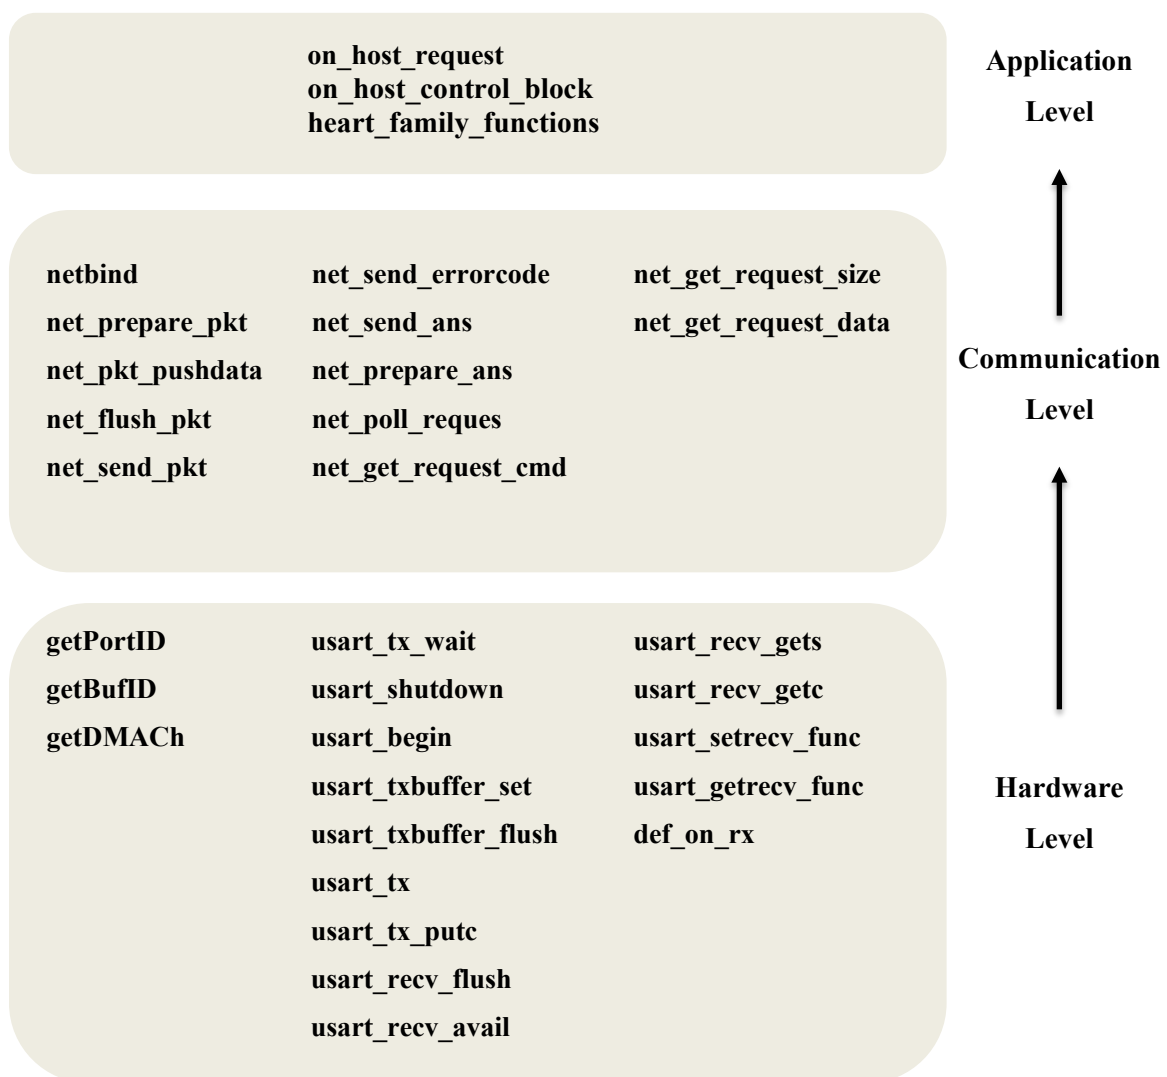 on_host_request
on_host_control_block
heart_family_functions
Application
Level
netbind
net_prepare_pkt
net_pkt_pushdata
net_flush_pkt
net_send_pkt
net_send_errorcode
net_send_ans
net_prepare_ans
net_poll_reques
net_get_request_cmd
net_get_request_size
net_get_request_data
Communication
Level
getPortID
getBufID
getDMACh
usart_tx_wait
usart_shutdown
usart_begin
usart_txbuffer_set
usart_txbuffer_flush
usart_tx
usart_tx_putc
usart_recv_flush
usart_recv_avail
usart_recv_gets
usart_recv_getc
usart_setrecv_func
usart_getrecv_func
def_on_rx
Hardware
Level